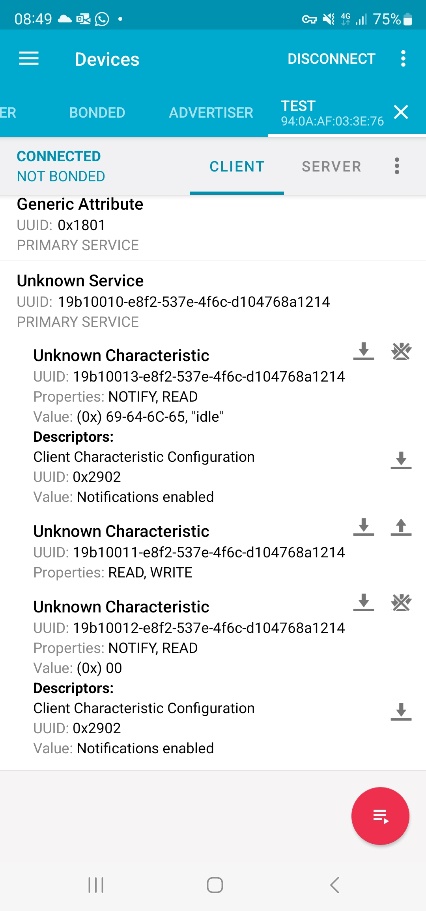 08:49
4G
75%
Devices
DISCONNECT
ER
BONDED
ADVERTISER
TEST
94:0A:AF:03:3E:76
CONNECTED
NOT BONDED
CLIENT
SERVER
Generic Attribute
UUID: 0x1801
PRIMARY SERVICE
Unknown Service
UUID: 19b10010-e8f2-537e-4f6c-d104768a1214
PRIMARY SERVICE
Unknown Characteristic
UUID: 19b10013-e8f2-537e-4f6c-d104768a1214
Properties: NOTIFY, READ
Value: (0x) 69-64-6C-65, "idle"
Descriptors:
Client Characteristic Configuration
UUID: 0x2902
Value: Notifications enabled
Unknown Characteristic
UUID: 19b10011-e8f2-537e-4f6c-d104768a1214
Properties: READ, WRITE
Unknown Characteristic
UUID: 19b10012-e8f2-537e-4f6c-d104768a1214
Properties: NOTIFY, READ
Value: (0x) 00
Descriptors:
Client Characteristic Configuration
UUID: 0x2902
Value: Notifications enabled